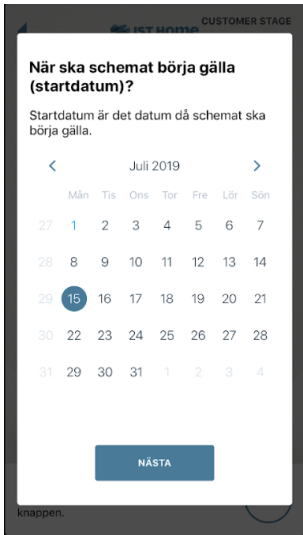 CUSTOMER STAGE
IST Home
När ska schemat börja gälla
(startdatum)?
Startdatum är det datum då schemat ska
börja gälla.
Juli 2019
Mån Tis Ons Tor Fre Lör Sön
27 1 2 3 4 5 6 7
28 8 9 10 11 12 13 14
29 15 16 17 18 19 20 21
30 22 23 24 25 26 27 28
31 29 30 31 1 2 3 4
NÄSTA
knappen.